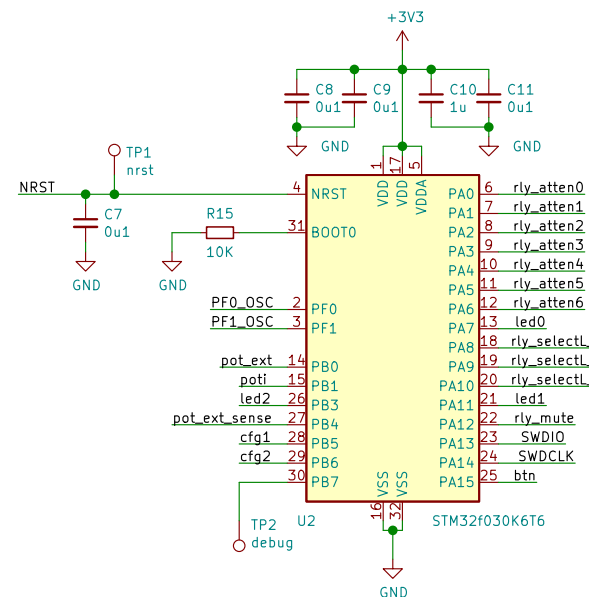 +3V3
C8
0u1
C9
0u1
C10
1u
C11
0u1
GND
GND
TP1
nrst
NRST
C7
0u1
GND
R15
10K
GND
1
17
5
VDD
VDD
VDDA
4
NRST
31
BOOT0
PF0_OSC
2
PF0
PF1_OSC
3
PF1
pot_ext
14
PB0
poti
15
PB1
led2
26
PB3
pot_ext_sense
27
PB4
cfg1
28
PB5
cfg2
29
PB6
30
PB7
PA0
6
rly_atten0
PA1
7
rly_atten1
PA2
8
rly_atten2
PA3
9
rly_atten3
PA4
10
rly_atten4
PA5
11
rly_atten5
PA6
12
rly_atten6
PA7
13
led0
PA8
18
rly_selectL_
PA9
19
rly_selectL_
PA10
20
rly_selectL_
PA11
21
led1
PA12
22
rly_mute
PA13
23
SWDIO
PA14
24
SWDCLK
PA15
25
btn
VSS
VSS
16
32
U2
STM32f030K6T6
TP2
debug
GND